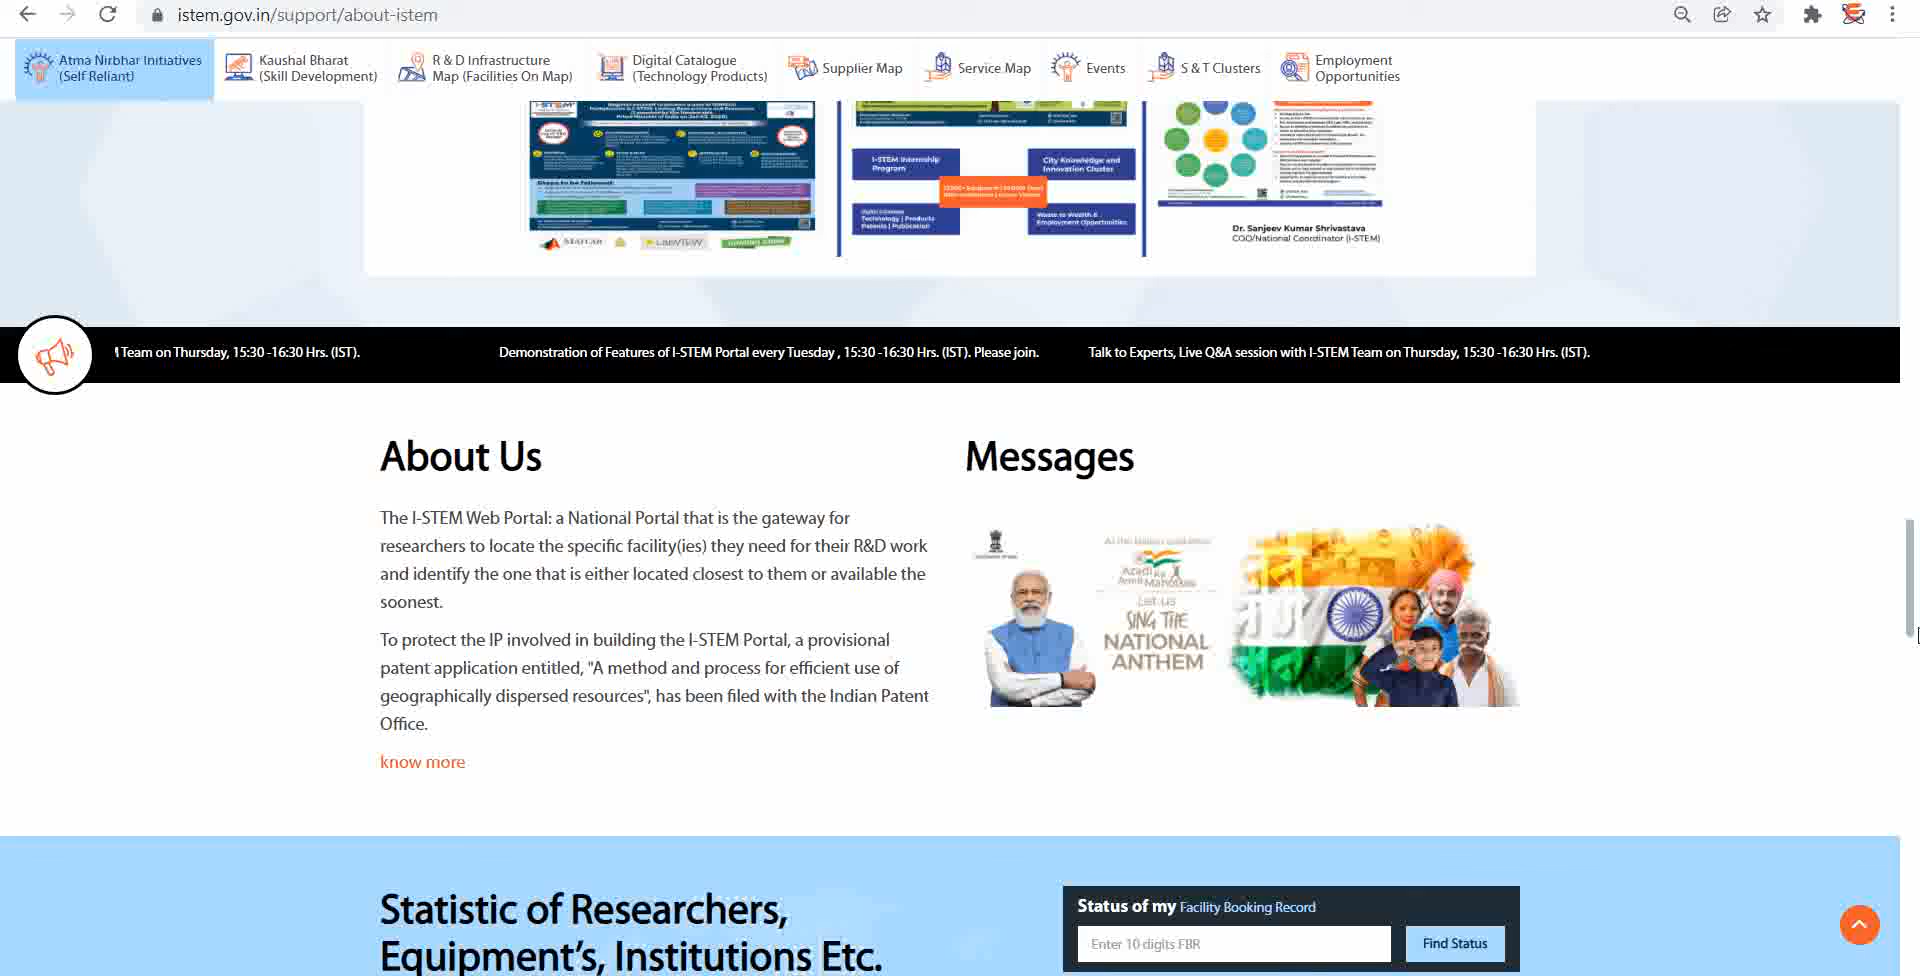 istem.gov.in/support/about-istem
Atma Nirbhar Initiatives
(Self Reliant)
Kaushal Bharat
(Skill Development)
R & D Infrastructure
Map (Facilities On Map)
Digital Catalogue
(Technology Products)
Supplier Map
Service Map
Events
S & T Clusters
Employment
Opportunities
I-STEM Internship
Program
City Knowledge and
Innovation Cluster
Technology | Products
Patents | Publication
Waste to Wealth &
Employment Opportunities
MATLAB
LabVIEW
Dr. Sanjeev Kumar Shrivastava
COO/National Coordinator (I-STEM)
Team on Thursday, 15:30 -16:30 Hrs. (IST).
Demonstration of Features of I-STEM Portal every Tuesday , 15:30 -16:30 Hrs. (IST). Please join.
Talk to Experts, Live Q&A session with I-STEM Team on Thursday, 15:30 -16:30 Hrs. (IST).
About Us
The I-STEM Web Portal: a National Portal that is the gateway for
researchers to locate the specific facility(ies) they need for their R&D work
and identify the one that is either located closest to them or available the
soonest.
To protect the IP involved in building the I-STEM Portal, a provisional
patent application entitled, "A method and process for efficient use of
geographically dispersed resources", has been filed with the Indian Patent
Office.
know more
Messages
Azadi Ka
Amrit Mahotsav
Let us
SING THE
NATIONAL
ANTHEM
Statistic of Researchers,
Equipment's, Institutions Etc.
Status of my Facility Booking Record
Enter 10 digits FBR
Find Status